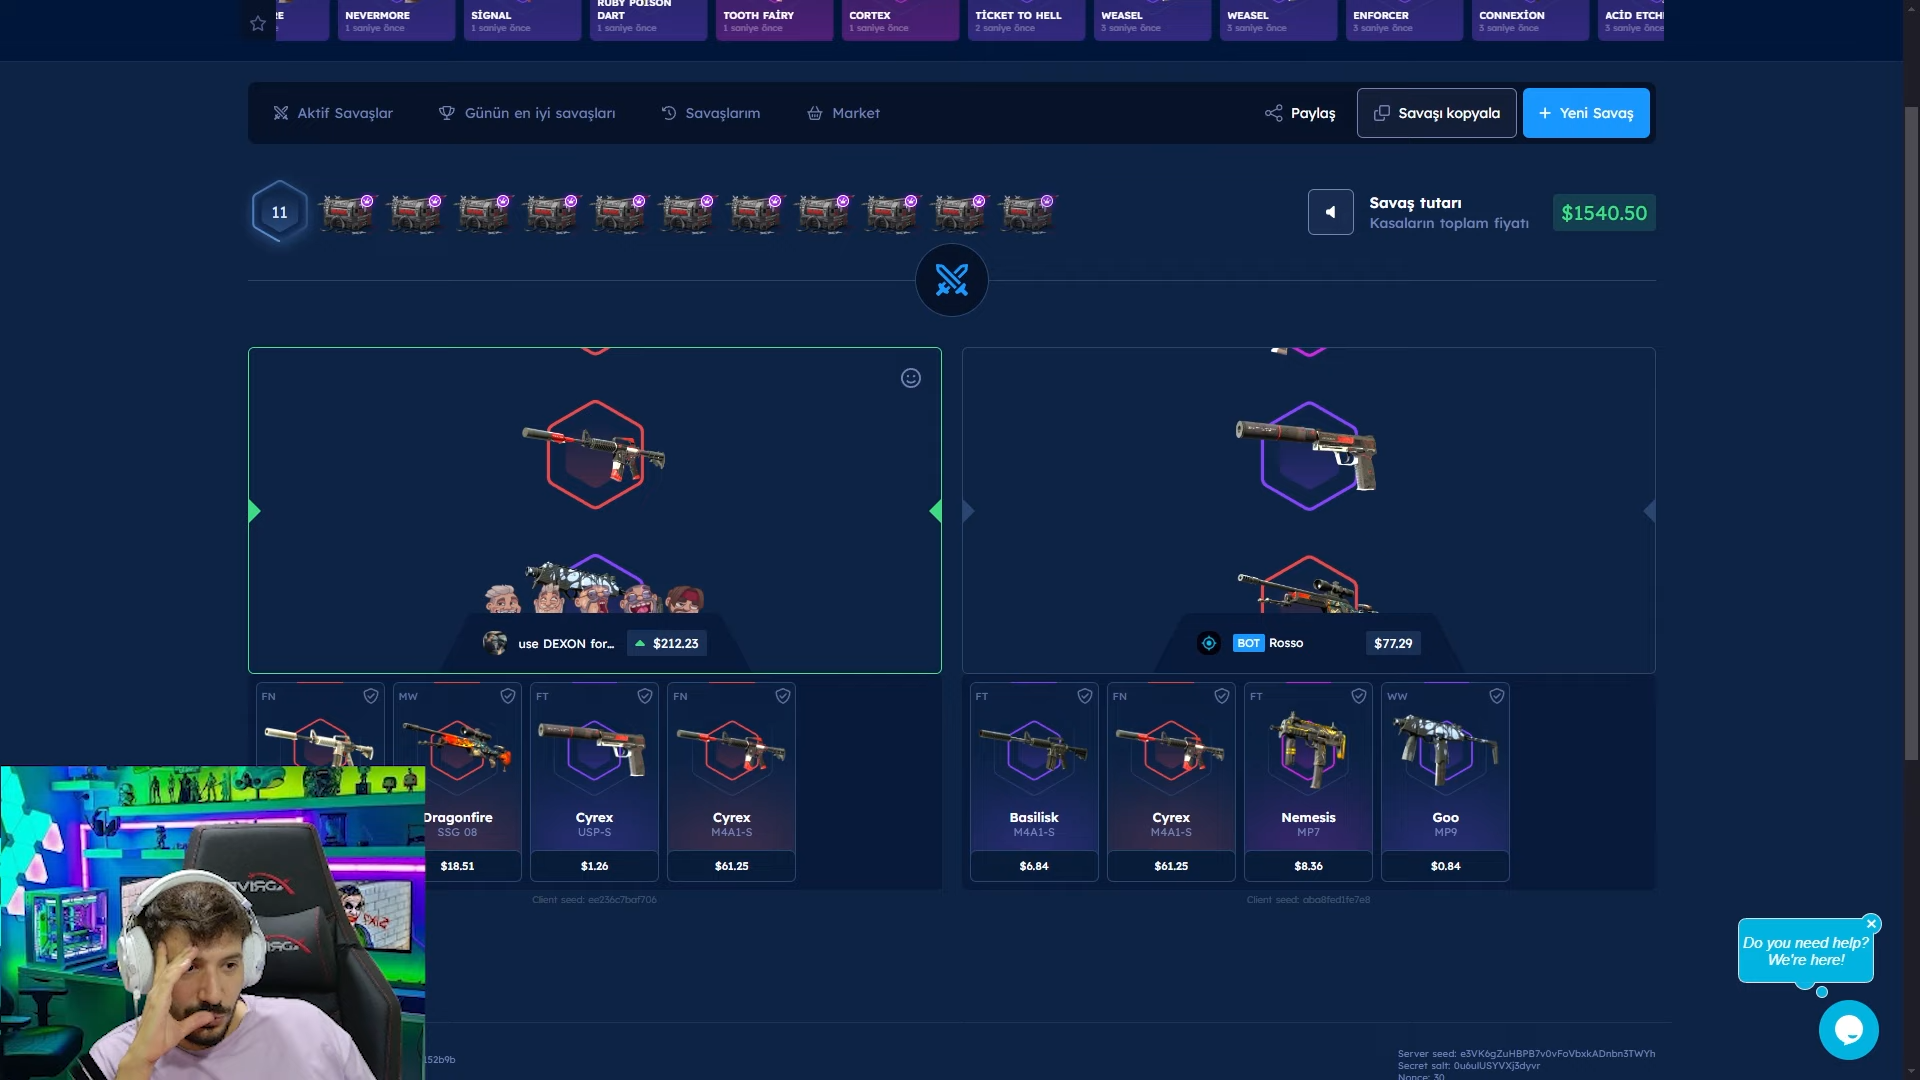 NEVERMORE
1 saniye önce
SİGNAL
1 saniye önce
RUBY POISON
DART
1 saniye önce
TOOTH FAİRY
1 saniye önce
CORTEX
1 saniye önce
TİCKET TO HELL
2 saniye önce
WEASEL
3 saniye önce
WEASEL
3 saniye önce
ENFORCER
3 saniye önce
CONNEXİON
3 saniye önce
ACİD ETCH
3 saniye önce
Aktif Savaşlar
Günün en iyi savaşları
Savaşlarım
Market
Paylaş
Savaşı kopyala
+ Yeni Savaş
11
Savaş tutarı
Kasaların toplam fiyatı
$1540.50
use DEXON for...
$212.23
BOT Rosso
$77.29
FN
MW
FT
FN
FT
FN
FT
WW
Dragonfire
SSG 08
$18.51
Cyrex
USP-S
$1.26
Cyrex
M4A1-S
$61.25
Basilisk
M4A1-S
$6.84
Cyrex
M4A1-S
$61.25
Nemesis
MP7
$8.36
Goo
MP9
$0.84
Client seed: ee236c7baf706
Client seed: aba8fed1fe7e8
Do you need help?
We're here!
152b9b
Server seed: e3VK6gZuHBPB7v0vFoVbxkADnbn3TWYh
Secret salt: 0u6ulUSYVXj3dyvr
Nonce: 30